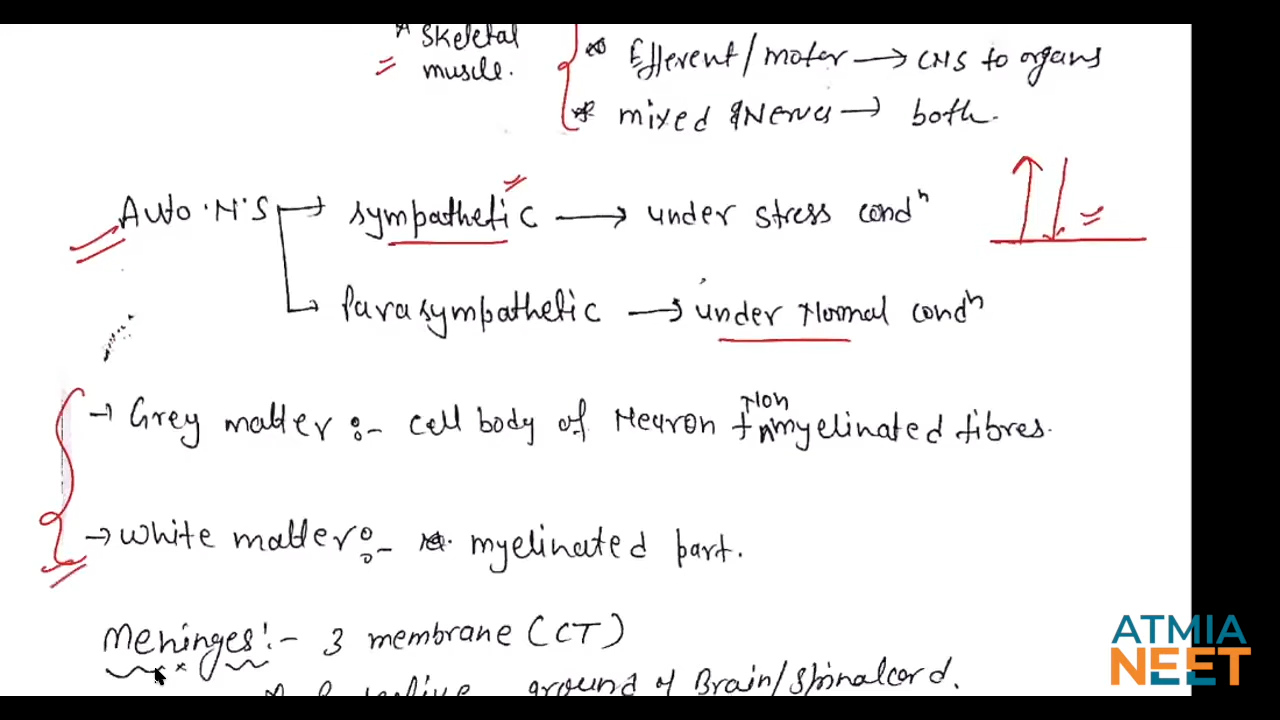 * Skeletal
muscle.
* Efferent/motor → CNS to organs
* mixed Nerves → both.
Auto.N.S → sympathetic → under stress condⁿ
→ Parasympathetic → under Normal condⁿ
→ Grey matter :- cell body of Neuron + Non myelinated fibres.
→ White matter :- myelinated part.
Meninges :- 3 membrane (CT)
ground of Brain/Spinalcord.
ATMIA
NEET